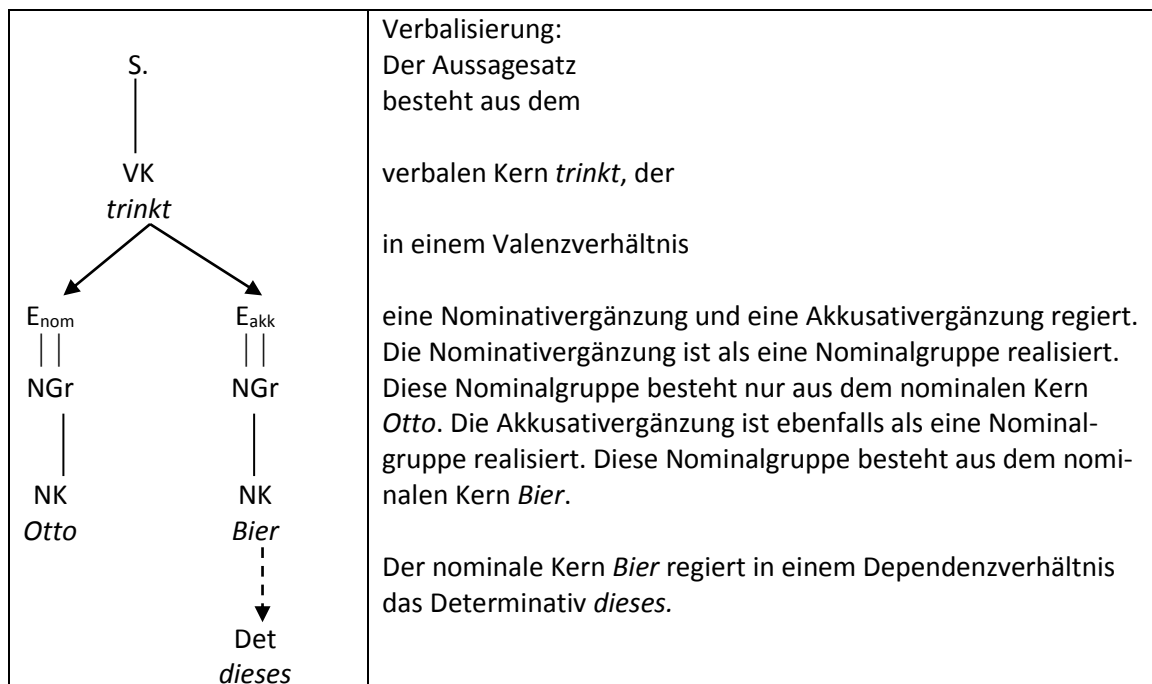 S.
VK
trinkt
E_nom E_akk
NGr NGr
NK NK
Otto Bier
Det
dieses
Verbalisierung:
Der Aussagesatz
besteht aus dem
verbalen Kern trinkt, der
in einem Valenzverhältnis
eine Nominativergänzung und eine Akkusativergänzung regiert.
Die Nominativergänzung ist als eine Nominalgruppe realisiert.
Diese Nominalgruppe besteht nur aus dem nominalen Kern
Otto. Die Akkusativergänzung ist ebenfalls als eine Nominal-
gruppe realisiert. Diese Nominalgruppe besteht aus dem nomi-
nalen Kern Bier.
Der nominale Kern Bier regiert in einem Dependenzverhältnis
das Determinativ dieses.